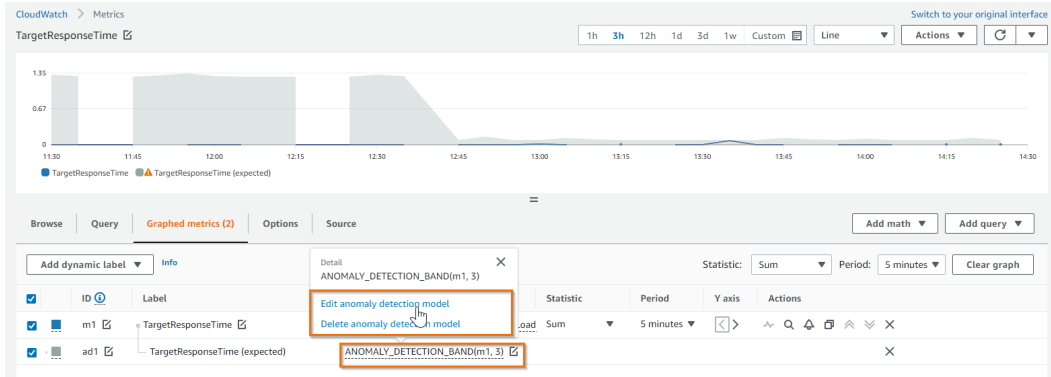 CloudWatch > Metrics
Switch to your original interface
TargetResponseTime
1h 3h 12h 1d 3d 1w Custom
Line
Actions
1.35
0.67
0
11:30 11:45 12:00 12:15 12:30 12:45 13:00 13:15 13:30 13:45 14:00 14:15 14:30
TargetResponseTime TargetResponseTime (expected)
=
Browse Query Graphed metrics (2) Options Source
Add math Add query
Add dynamic label Info
Detail
ANOMALY_DETECTION_BAND(m1, 3)
Edit anomaly detection model
Delete anomaly detection model
Statistic: Sum Period: 5 minutes Clear graph
ID Label Statistic Period Y axis Actions
m1 TargetResponseTime Sum 5 minutes < >
ad1 TargetResponseTime (expected) ANOMALY_DETECTION_BAND(m1, 3)